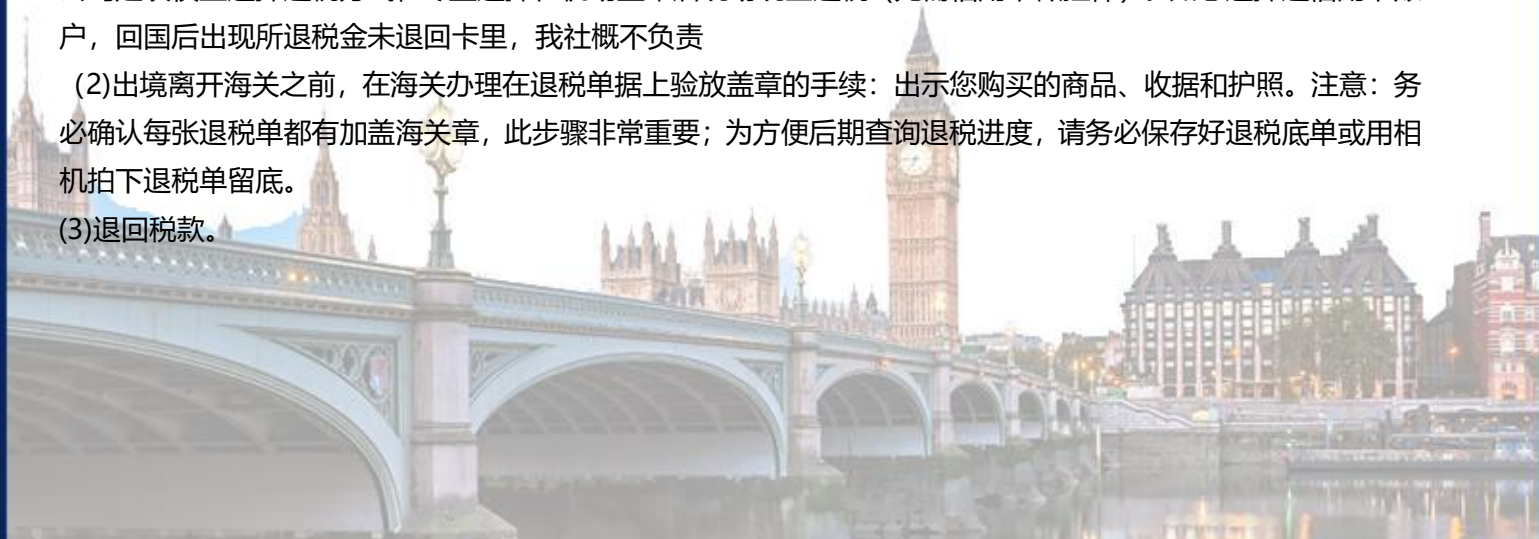 户，回国后出现所退税金未退回卡里，我社概不负责
(2)出境离开海关之前，在海关办理在退税单据上验放盖章的手续：出示您购买的商品、收据和护照。注意：务
必确认每张退税单都有加盖海关章，此步骤非常重要；为方便后期查询退税进度，请务必保存好退税底单或用相
机拍下退税单留底。
(3)退回税款。